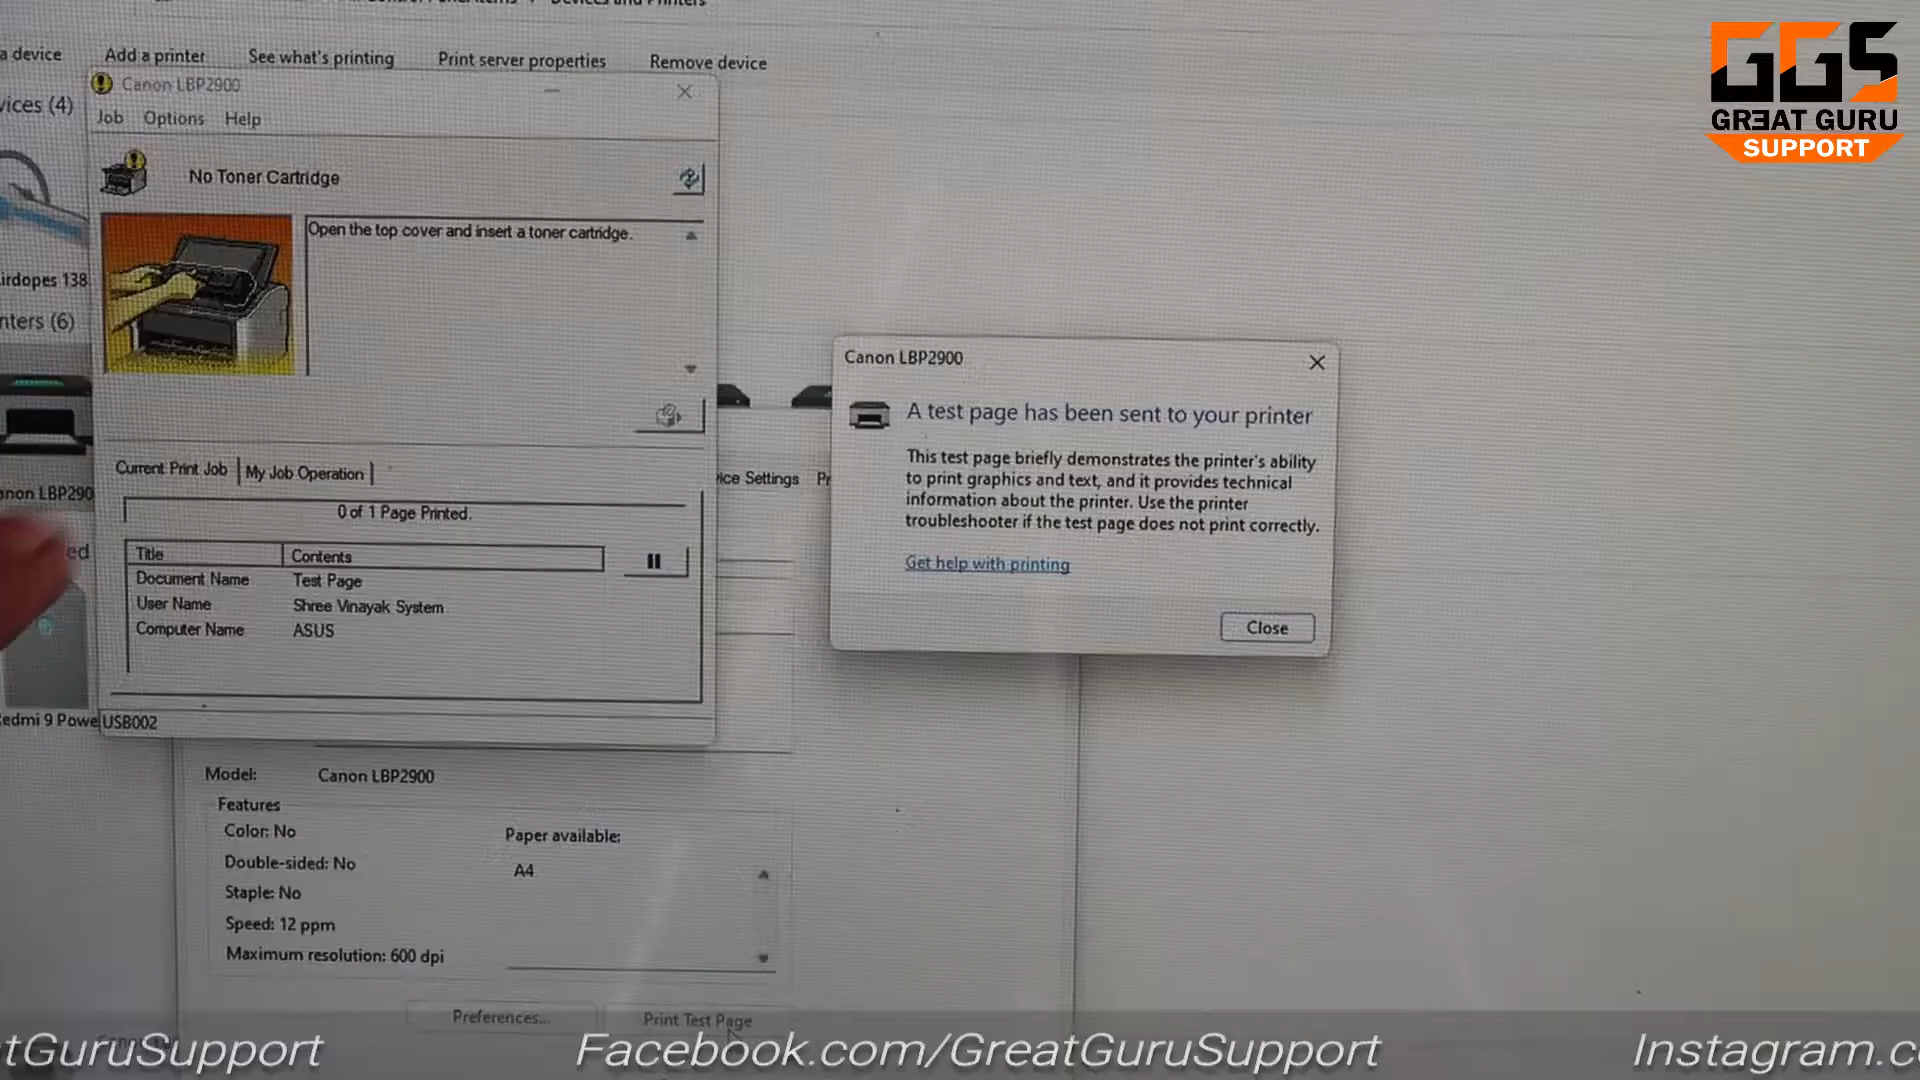 a device
Add a printer
See what's printing
Print server properties
Remove device
Canon LBP2900
vices (4)
Job
Options
Help
No Toner Cartridge
Open the top cover and insert a toner cartridge.
irdopes 138
nters (6)
Canon LBP2900
A test page has been sent to your printer
This test page briefly demonstrates the printer's ability
to print graphics and text, and it provides technical
information about the printer. Use the printer
troubleshooter if the test page does not print correctly.
Get help with printing
Close
Current Print Job
My Job Operation
vice Settings
Pr
anon LBP290
0 of 1 Page Printed.
ed
Title
Contents
Document Name
Test Page
User Name
Shree Vinayak System
Computer Name
ASUS
Redmi 9 Powe
USB002
Model:
Canon LBP2900
Features
Color: No
Paper available:
Double-sided: No
A4
Staple: No
Speed: 12 ppm
Maximum resolution: 600 dpi
Preferences...
Print Test Page
GGS
GREAT GURU
SUPPORT
tGuruSupport
Facebook.com/GreatGuruSupport
Instagram.c